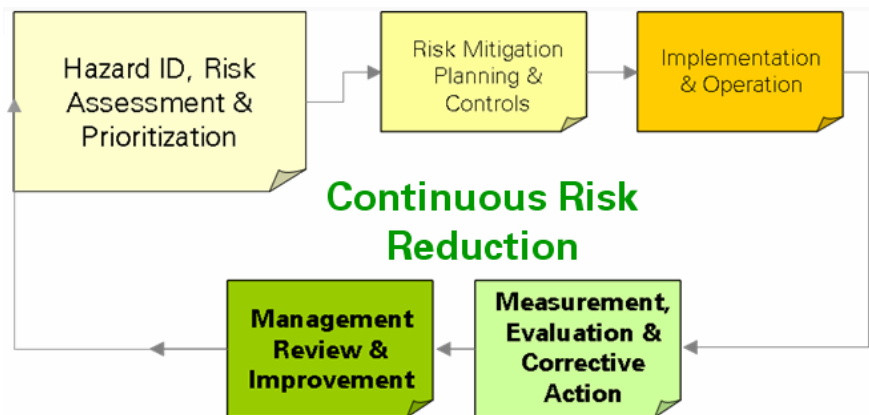 Hazard ID, Risk
Assessment &
Prioritization
Risk Mitigation
Planning &
Controls
Implementation
& Operation
Continuous Risk
Reduction
Management
Review &
Improvement
Measurement,
Evaluation &
Corrective
Action